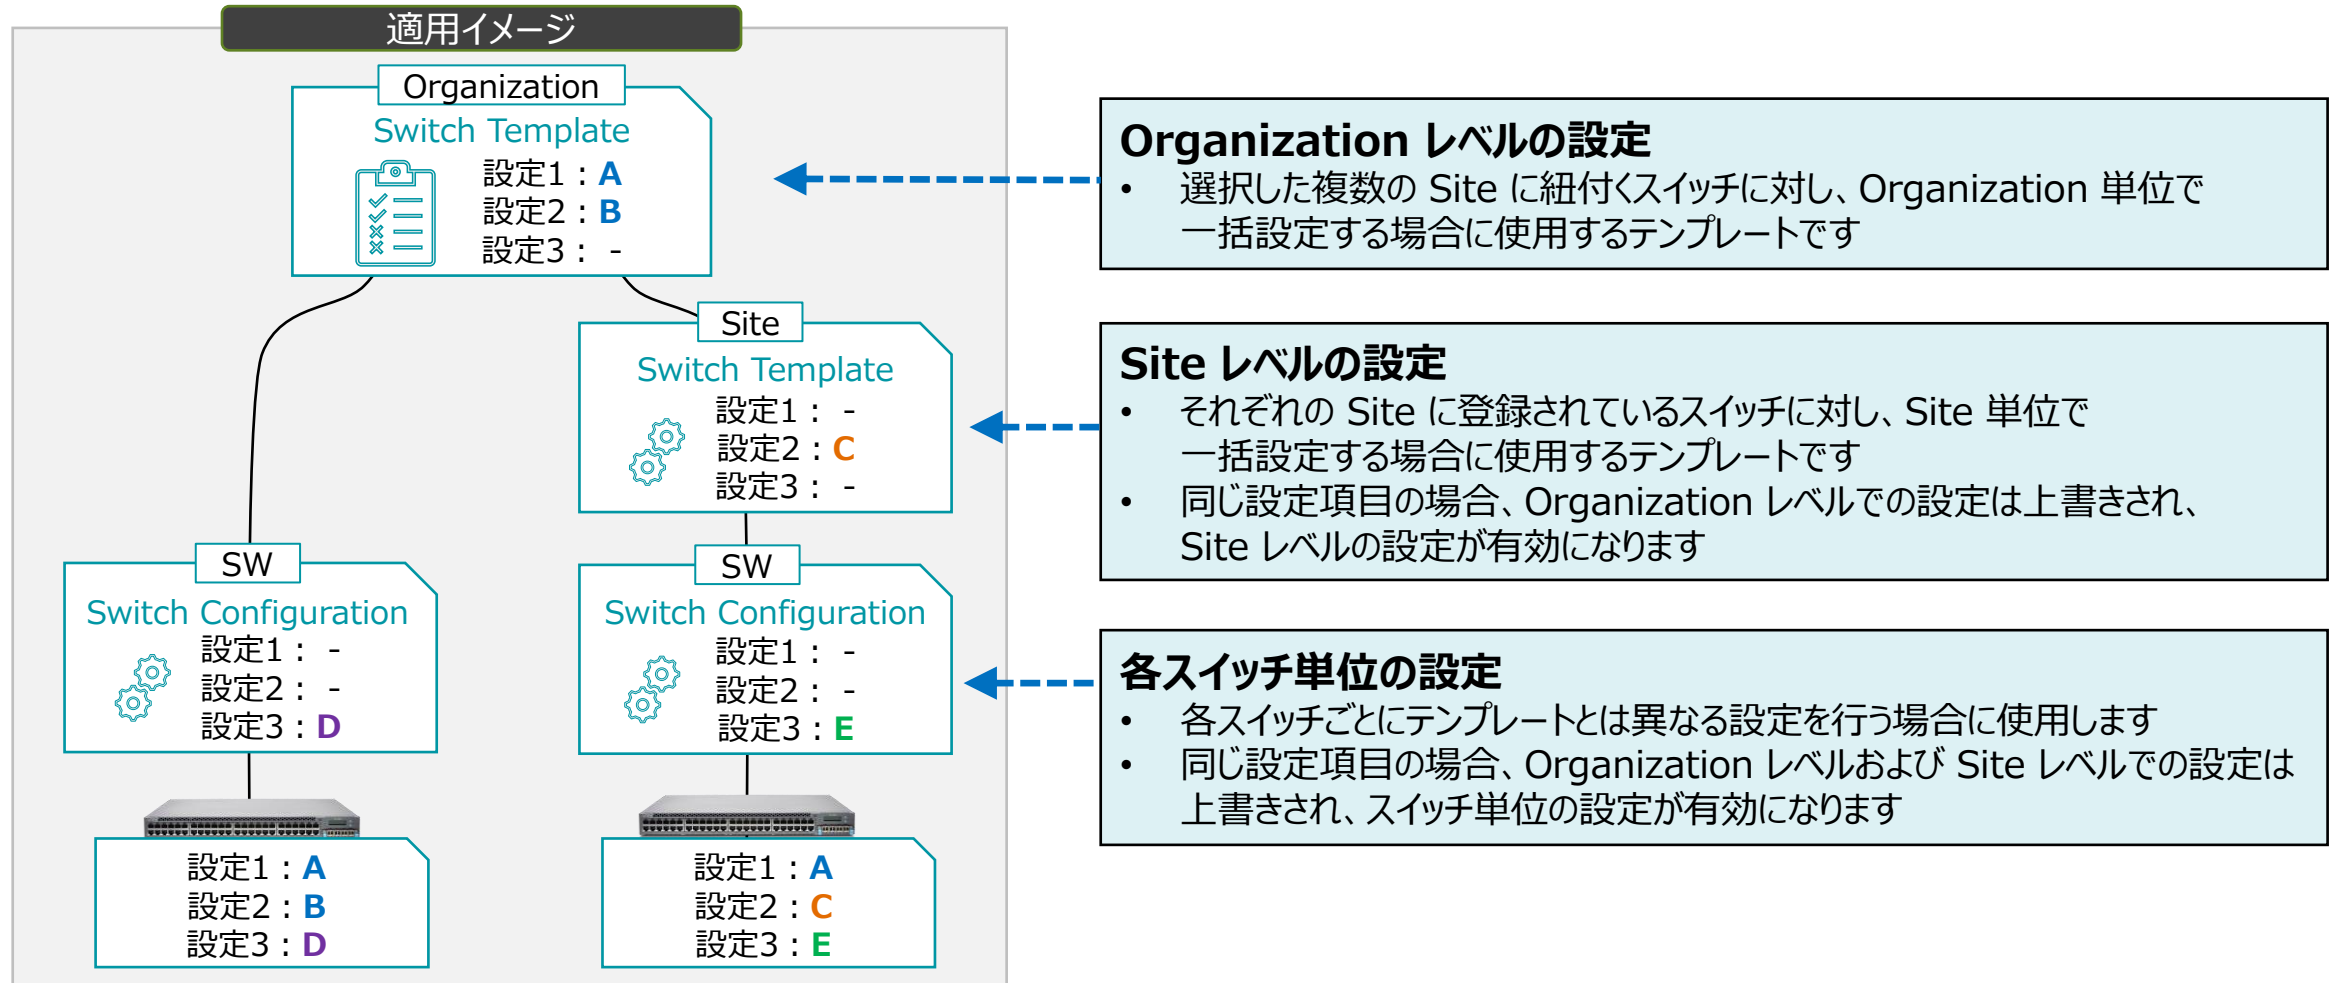 適用イメージ
Organization
Switch Template
設定1：A
設定2：B
設定3： -
Site
Switch Template
設定1： -
設定2：C
設定3： -
SW
Switch Configuration
設定1： -
設定2： -
設定3：D
SW
Switch Configuration
設定1： -
設定2： -
設定3：E
設定1：A
設定2：B
設定3：D
設定1：A
設定2：C
設定3：E
Organization レベルの設定
• 選択した複数の Site に紐付くスイッチに対し、Organization 単位で
一括設定する場合に使用するテンプレートです
Site レベルの設定
• それぞれの Site に登録されているスイッチに対し、Site 単位で
一括設定する場合に使用するテンプレートです
• 同じ設定項目の場合、Organization レベルでの設定は上書きされ、
Site レベルの設定が有効になります
各スイッチ単位の設定
• 各スイッチごとにテンプレートとは異なる設定を行う場合に使用します
• 同じ設定項目の場合、Organization レベルおよび Site レベルでの設定は
上書きされ、スイッチ単位の設定が有効になります